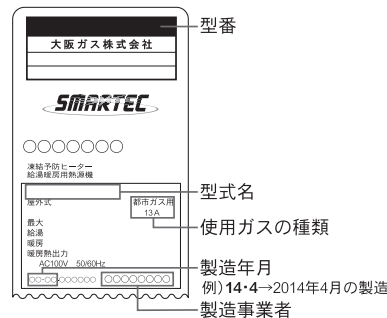 型番
大阪ガス株式会社
SMARTEC
○○○○○○○
凍結予防ヒーター
給湯暖房用熱源機
型式名
屋外式
都市ガス用
13A
使用ガスの種類
最大
給湯
暖房
暖房熱出力
AC100V 50/60Hz
製造年月
○○-○○-○○○○○○ ○○○○○○○○
例)14・4→2014年4月の製造
製造事業者